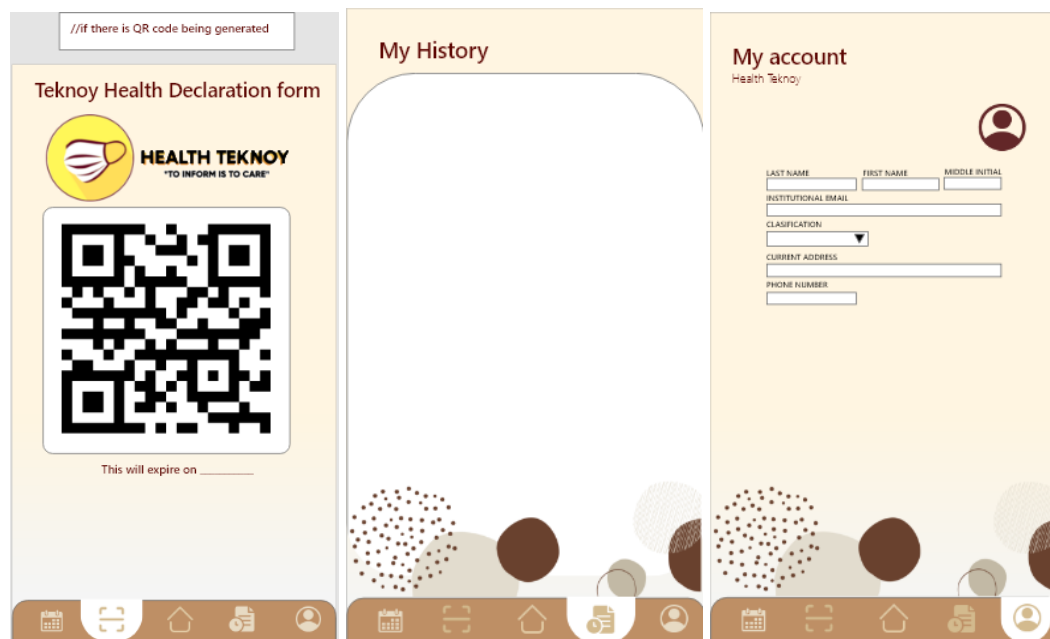 //if there is QR code being generated
Teknoy Health Declaration form
HEALTH TEKNOY
"TO INFORM IS TO CARE"
This will expire on __________
My History
My account
Health Teknoy
LAST NAME FIRST NAME MIDDLE INITIAL
INSTITUTIONAL EMAIL
CLASIFICATION
CURRENT ADDRESS
PHONE NUMBER